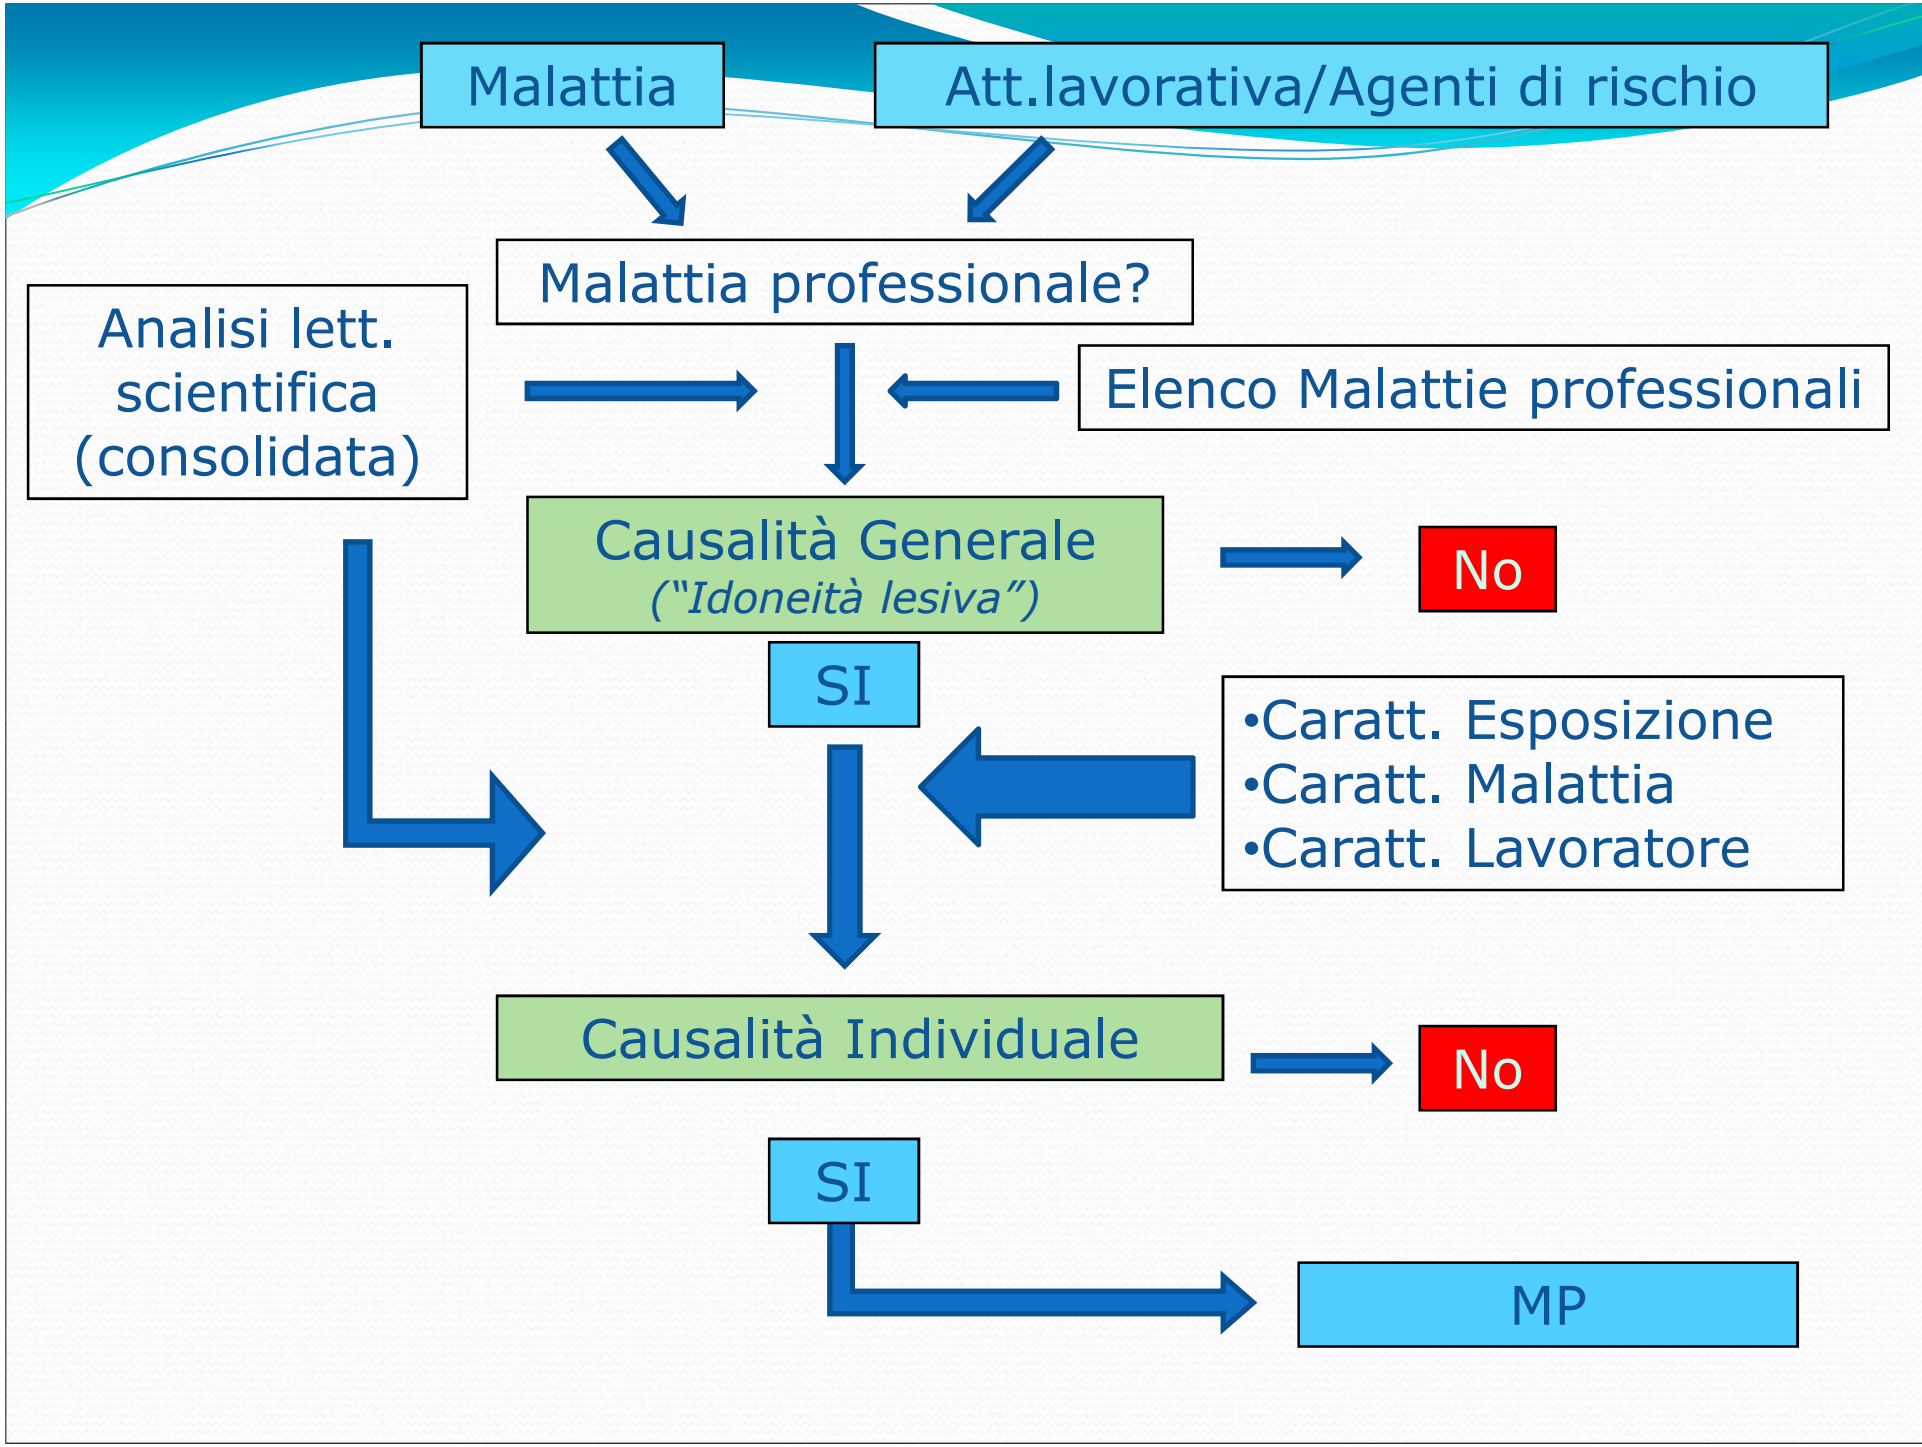 Malattia
Att.lavorativa/Agenti di rischio
Malattia professionale?
Analisi lett.
scientifica
(consolidata)
Elenco Malattie professionali
Causalità Generale
(“Idoneità lesiva”)
No
SI
•Caratt. Esposizione
•Caratt. Malattia
•Caratt. Lavoratore
Causalità Individuale
No
SI
MP